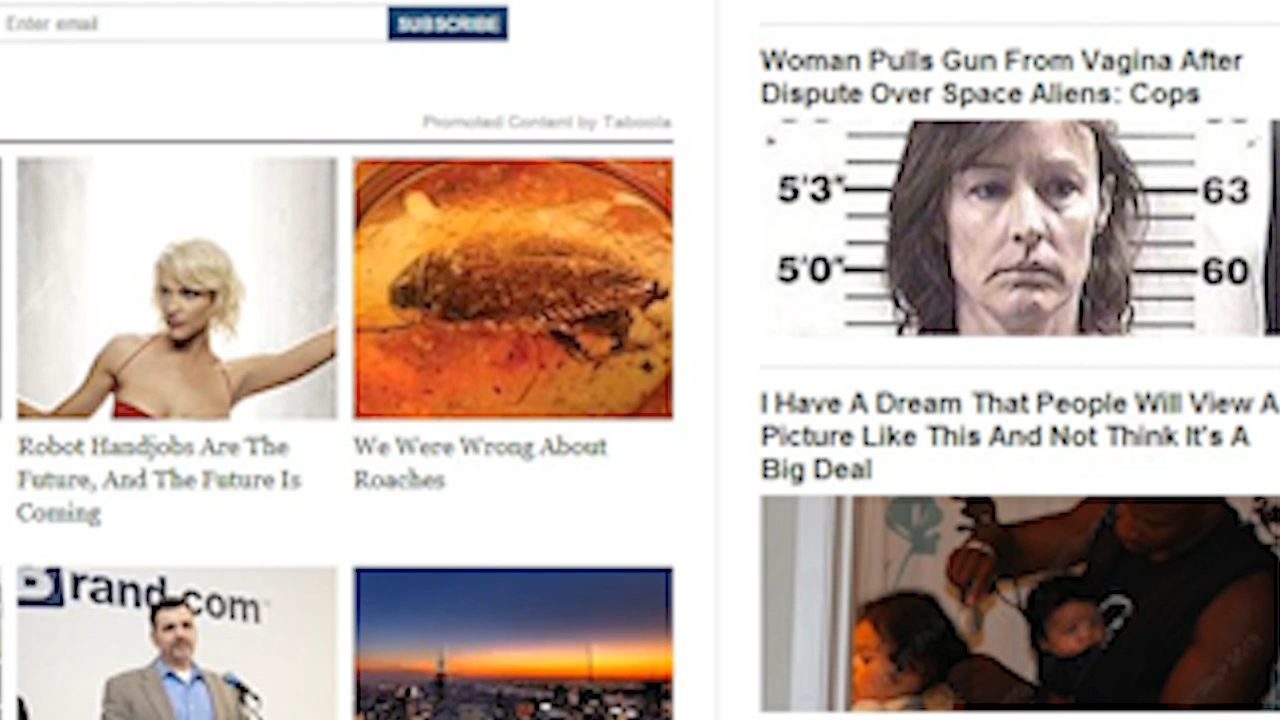 Enter email
SUBSCRIBE
Promoted Content by Taboola
Robot Handjobs Are The
Future, And The Future Is
Coming
We Were Wrong About
Roaches
rand.com
Woman Pulls Gun From Vagina After
Dispute Over Space Aliens: Cops
5'3" 63
5'0" 60
I Have A Dream That People Will View A
Picture Like This And Not Think It's A
Big Deal